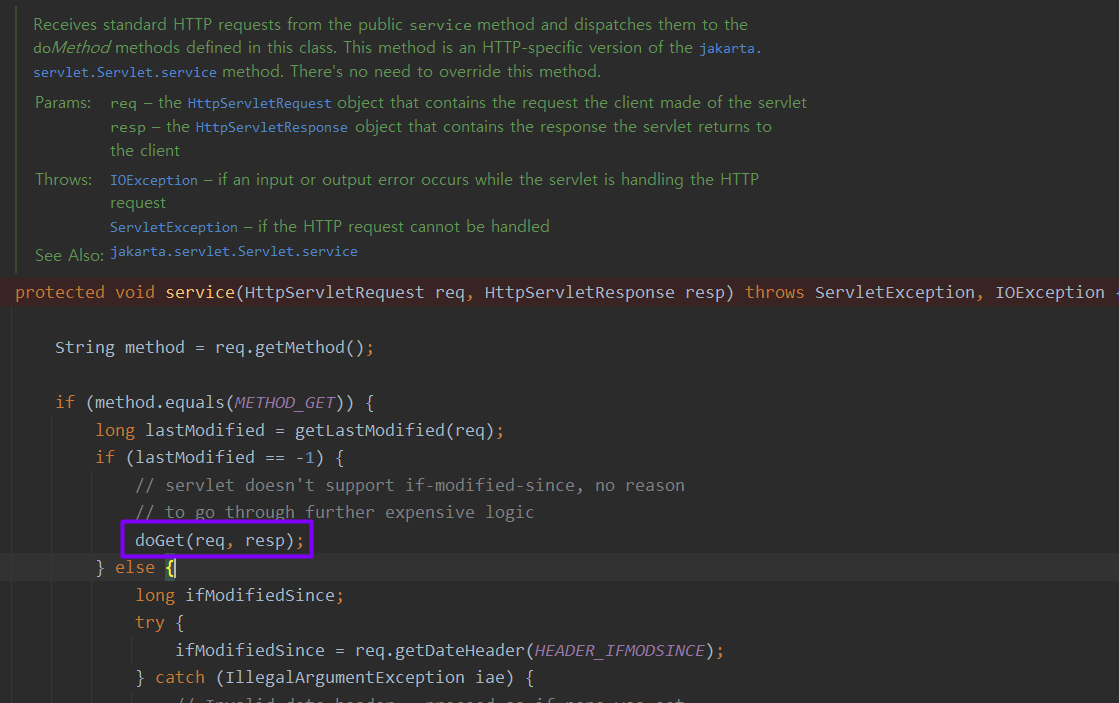 Receives standard HTTP requests from the public service method and dispatches them to the
doMethod methods defined in this class. This method is an HTTP-specific version of the jakarta.
servlet.Servlet.service method. There's no need to override this method.
Params: req – the HttpServletRequest object that contains the request the client made of the servlet
resp – the HttpServletResponse object that contains the response the servlet returns to
the client
Throws: IOException – if an input or output error occurs while the servlet is handling the HTTP
request
ServletException – if the HTTP request cannot be handled
See Also: jakarta.servlet.Servlet.service
protected void service(HttpServletRequest req, HttpServletResponse resp) throws ServletException, IOException {
String method = req.getMethod();
if (method.equals(METHOD_GET)) {
long lastModified = getLastModified(req);
if (lastModified == -1) {
// servlet doesn't support if-modified-since, no reason
// to go through further expensive logic
doGet(req, resp);
} else {
long ifModifiedSince;
try {
ifModifiedSince = req.getDateHeader(HEADER_IFMODSINCE);
} catch (IllegalArgumentException iae) {